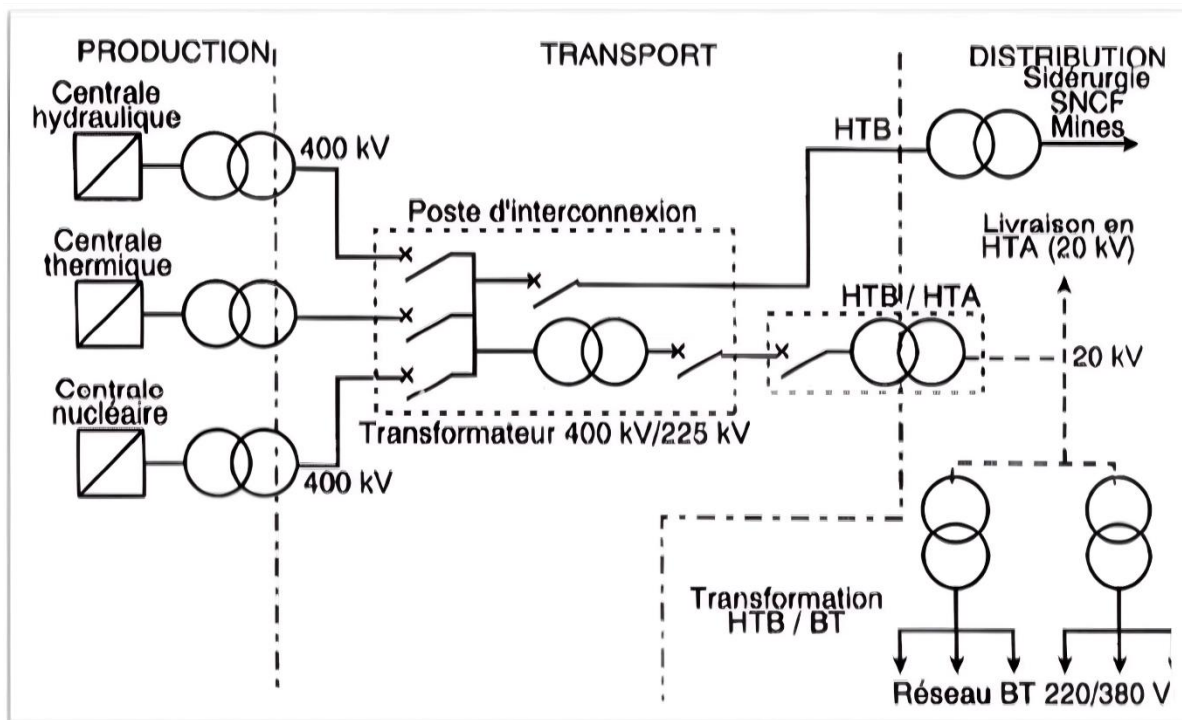 PRODUCTION
TRANSPORT
DISTRIBUTION
Centrale
hydraulique
400 kV
HTB
Sidérurgie
SNCF
Mines
Poste d'interconnexion
Livraison en
HTA (20 kV)
Centrale
thermique
HTB / HTA
20 kV
Centrale
nucléaire
400 kV
Transformateur 400 kV/225 kV
Transformation
HTB / BT
Réseau BT 220/380 V